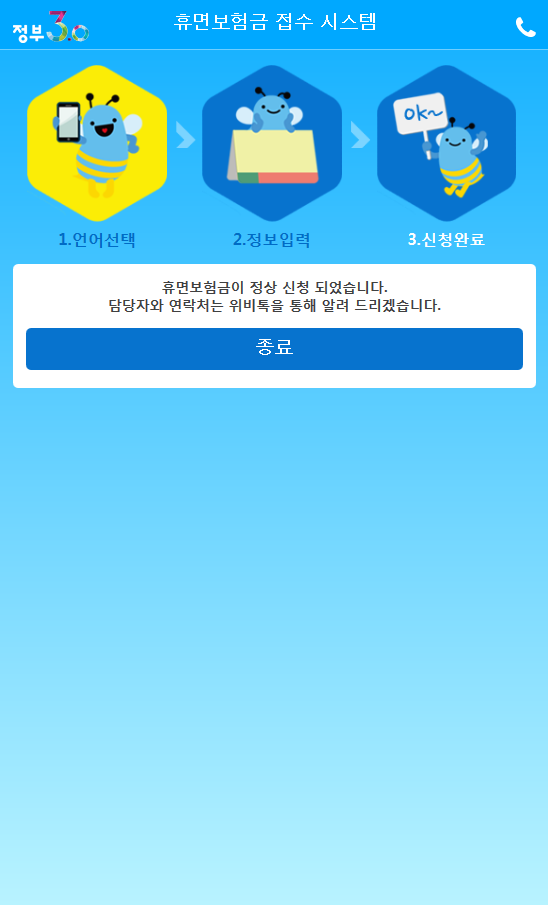 정부3.0
휴면보험금 접수 시스템
OK~
1.언어선택
2.정보입력
3.신청완료
휴면보험금이 정상 신청 되었습니다.
담당자와 연락처는 위비톡을 통해 알려 드리겠습니다.
종료